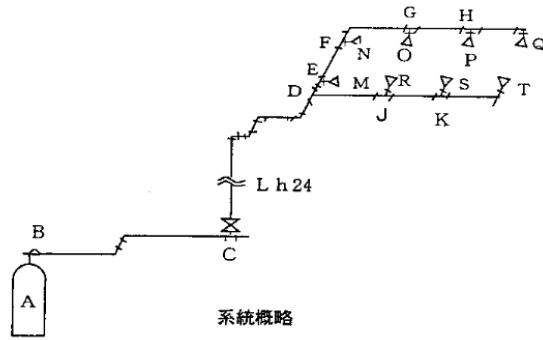 G H
F N O P Q
E
D M R S T
J K
L h 24
B
C
A
系統概略